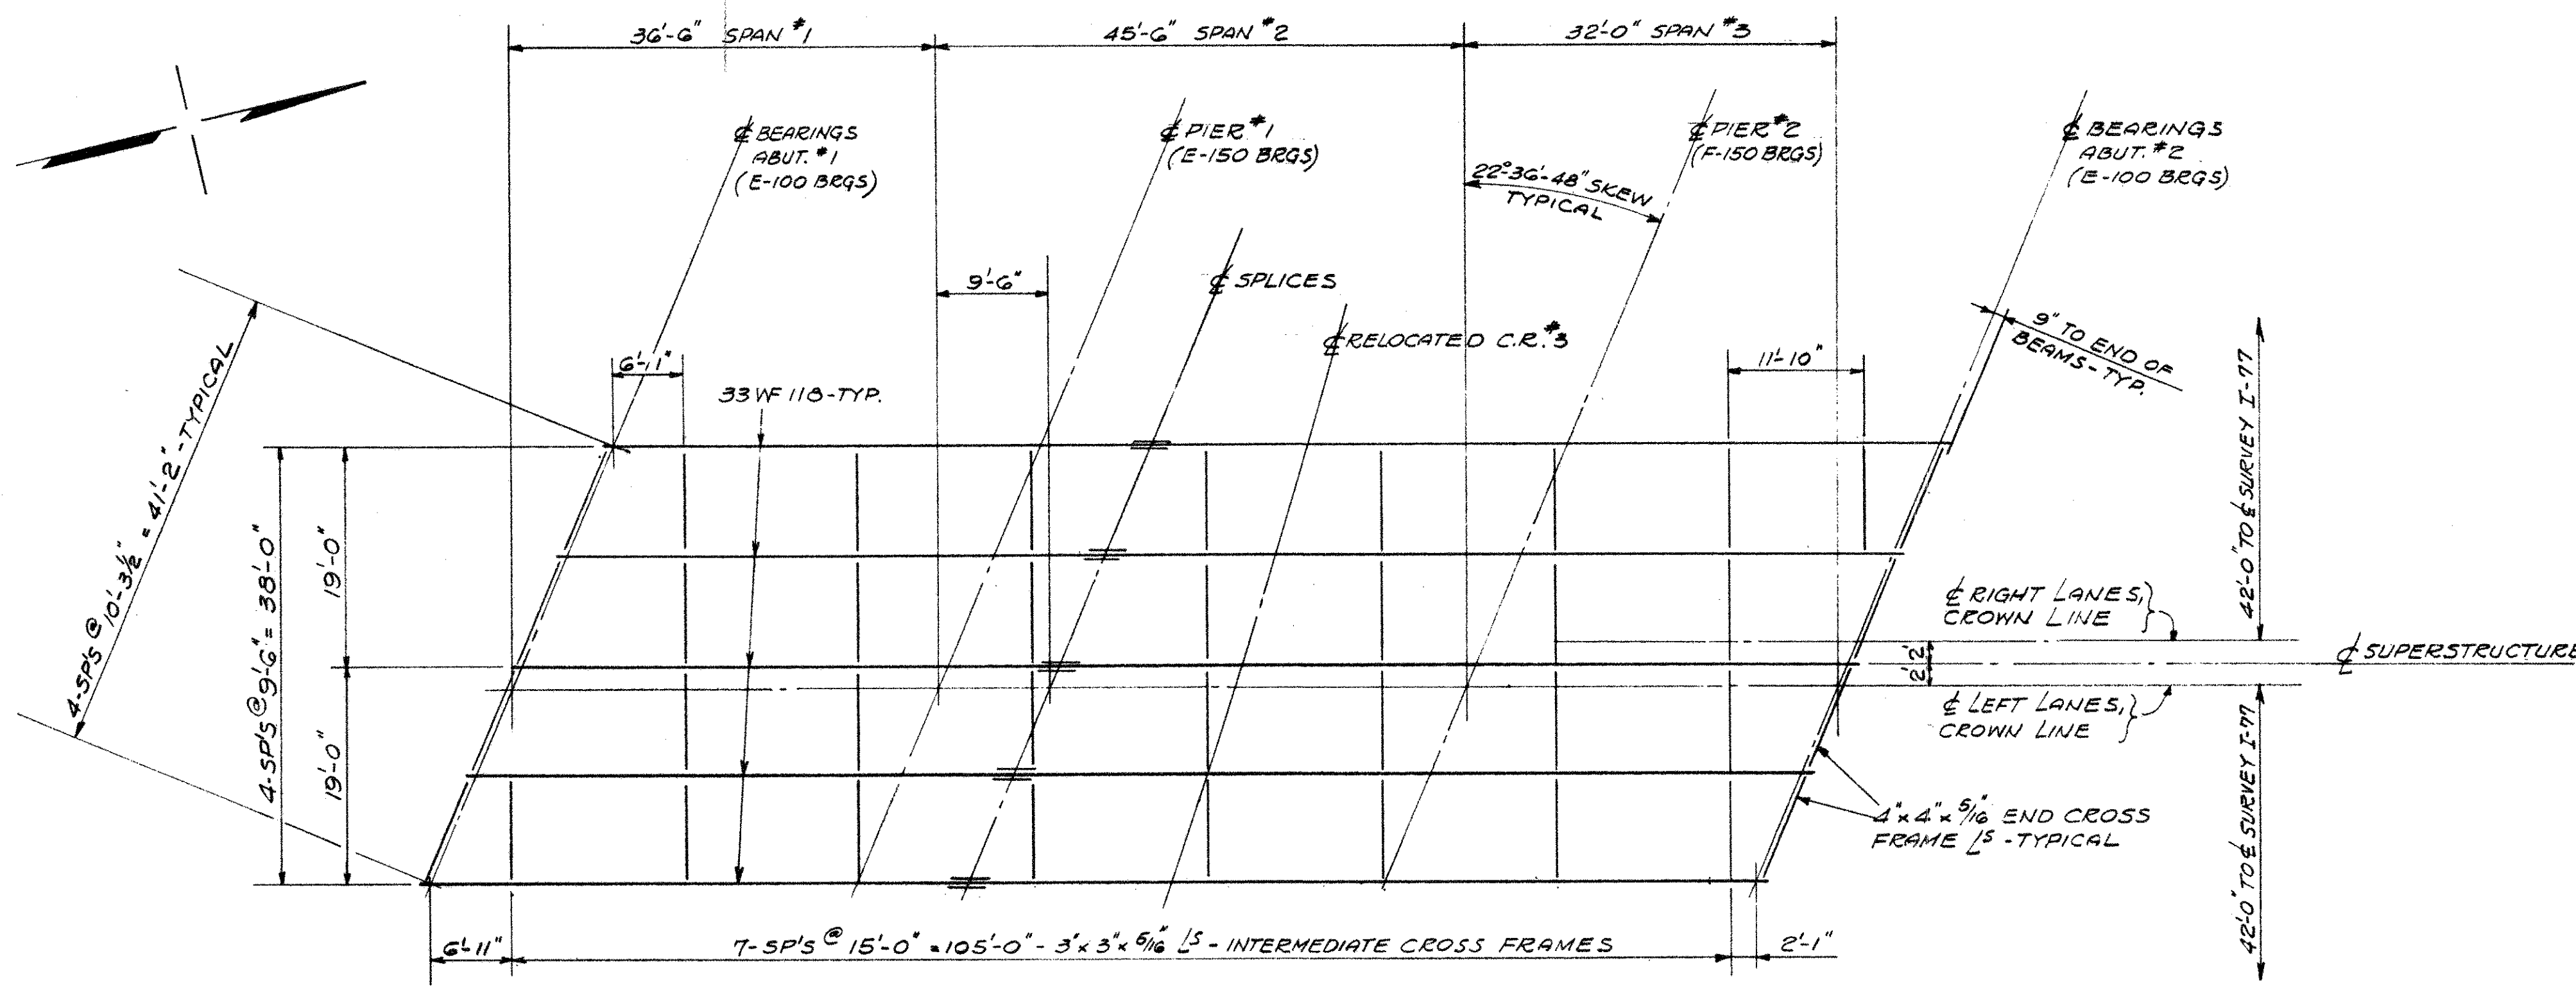 36'-6" SPAN #1
45'-6" SPAN #2
32'-0" SPAN #3
℄ BEARINGS
ABUT. #1
(E-100 BRGS)
℄ PIER #1
(E-150 BRGS)
℄ PIER #2
(F-150 BRGS)
℄ BEARINGS
ABUT. #2
(E-100 BRGS)
22°-36'-48" SKEW
TYPICAL
9'-6"
℄ SPLICES
℄ RELOCATED C.R. #3
9" TO END OF
BEAMS - TYP.
6'-1"
11'-10"
33 WF 118 - TYP.
4-SP'S @ 10'-3½" = 41'-2" - TYPICAL
4-SP'S @ 9'-6" = 38'-0"
19'-0"
19'-0"
42'-0" TO ℄ SURVEY I-77
℄ RIGHT LANES,
CROWN LINE
℄ SUPERSTRUCTURE
2' 2'
℄ LEFT LANES,
CROWN LINE
42'-0" TO ℄ SURVEY I-77
4" x 4" x 5/16" END CROSS
FRAME LS - TYPICAL
6'-11"
7-SP'S @ 15'-0" = 105'-0" - 3" x 3" x 5/16" LS - INTERMEDIATE CROSS FRAMES
2'-1"